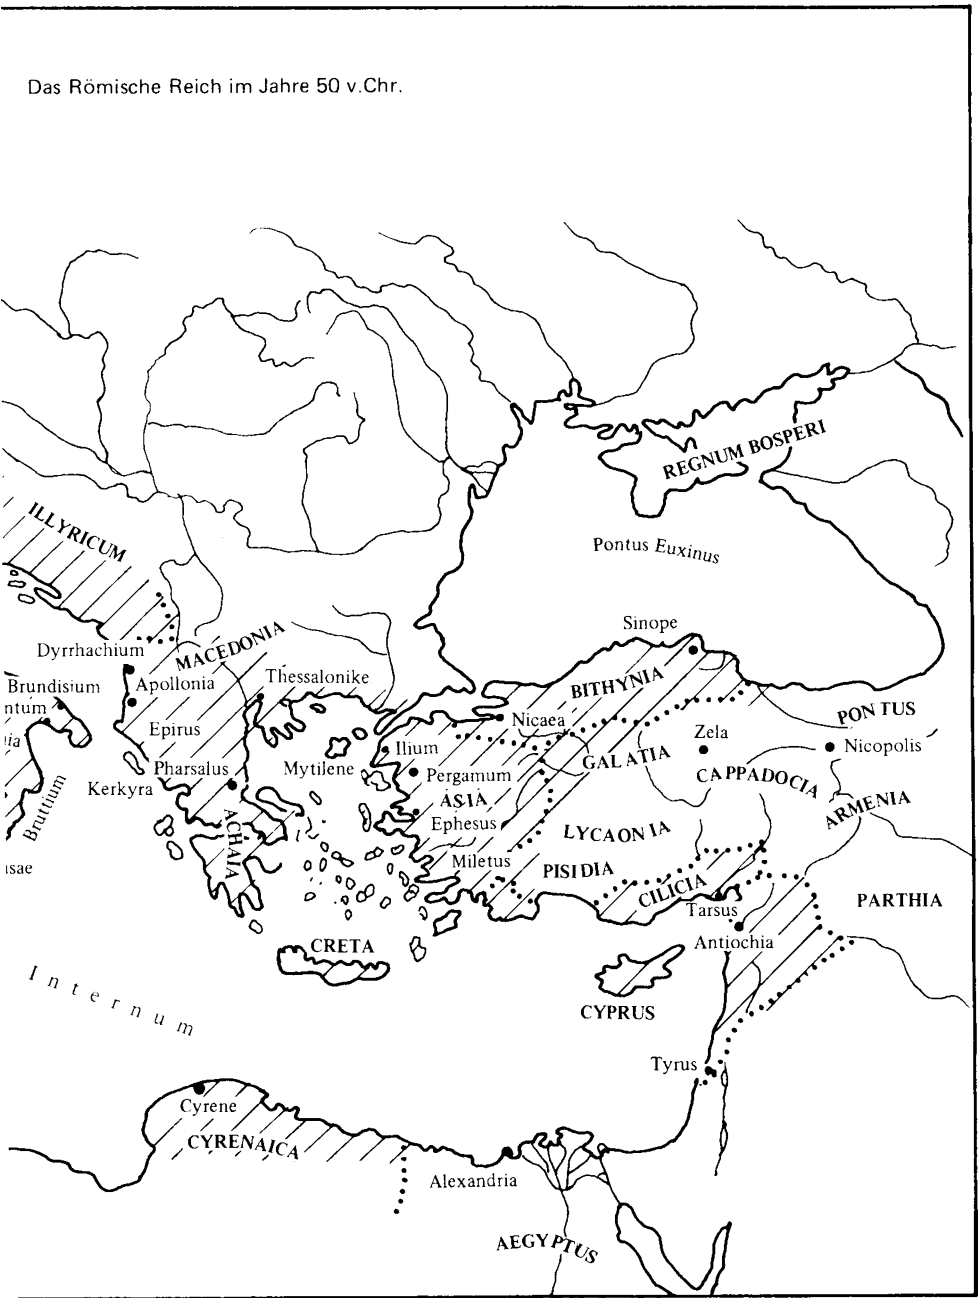 Das Römische Reich im Jahre 50 v.Chr.
REGNUM BOSPERI
ILLYRICUM
Pontus Euxinus
Sinope
Dyrrhachium
MACEDONIA
Brundisium
Apollonia
Thessalonike
BITHYNIA
ntum
Nicaea
PONTUS
Epirus
Ilium
GALATIA
Zela
Nicopolis
nia
Pharsalus
Mytilene
Pergamum
CAPPADOCIA
Kerkyra
ASIA
ARMENIA
Bruttium
ACHAIA
Ephesus
LYCAONIA
usae
Miletus
PISIDIA
CILICIA
PARTHIA
Tarsus
CRETA
Antiochia
Internum
CYPRUS
Tyrus
Cyrene
CYRENAICA
Alexandria
AEGYPTUS